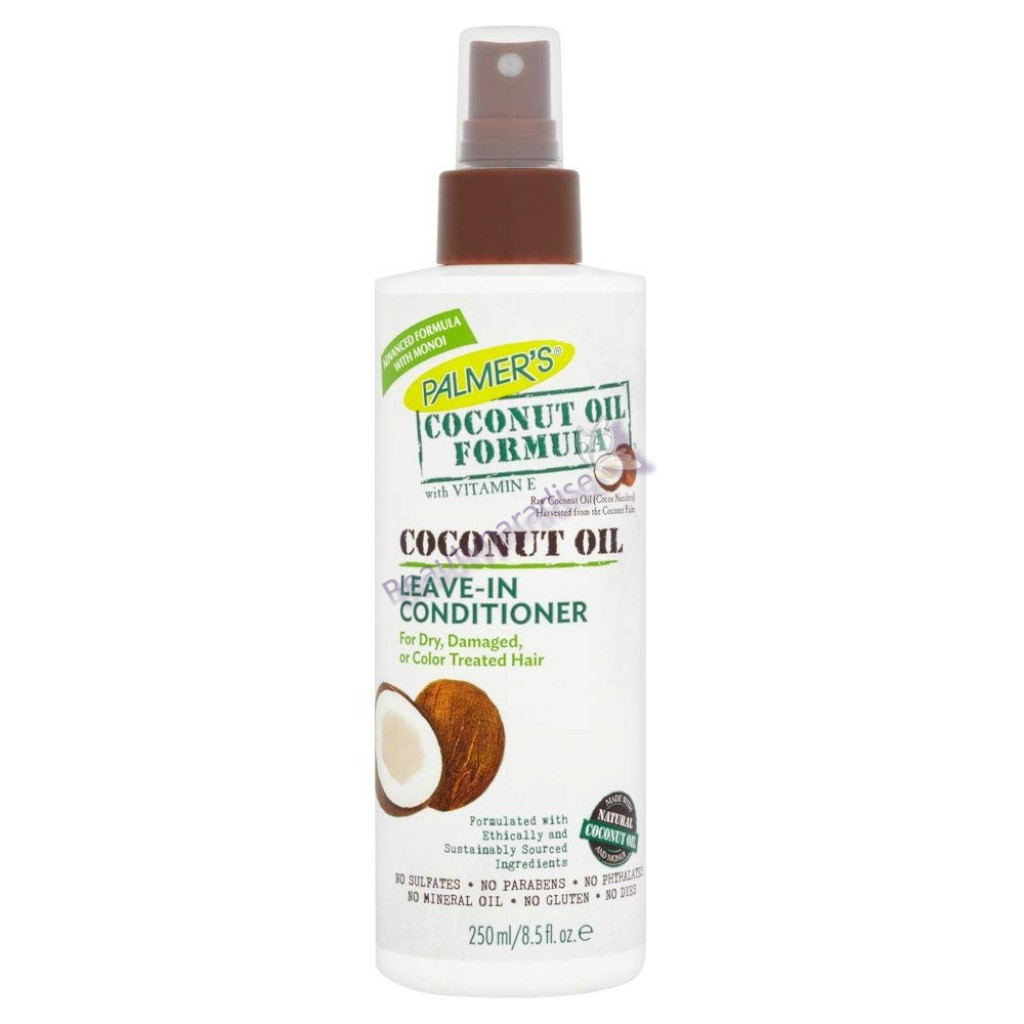 ADVANCED FORMULA
WITH MONOI
PALMER'S®
COCONUT OIL
FORMULA
with VITAMIN E
Raw Coconut Oil (Cocos Nucifera)
Harvested from the Coconut Palm
Beautyparadise
COCONUT OIL
LEAVE-IN
CONDITIONER
For Dry, Damaged,
or Color Treated Hair
MADE WITH
NATURAL
COCONUT OIL
AND MONOI
Formulated with
Ethically and
Sustainably Sourced
Ingredients
NO SULFATES • NO PARABENS • NO PHTHALATES
NO MINERAL OIL • NO GLUTEN • NO DYES
250 ml/8.5 fl. oz. ℮